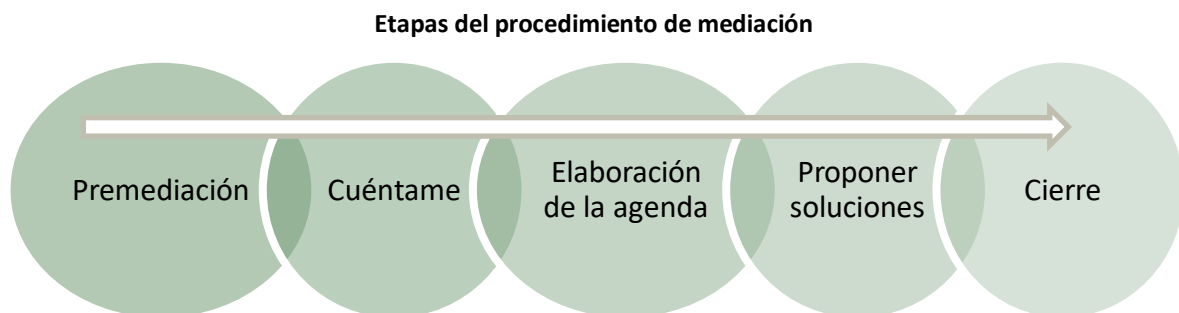 Etapas del procedimiento de mediación
Premediación
Cuéntame
Elaboración
de la agenda
Proponer
soluciones
Cierre